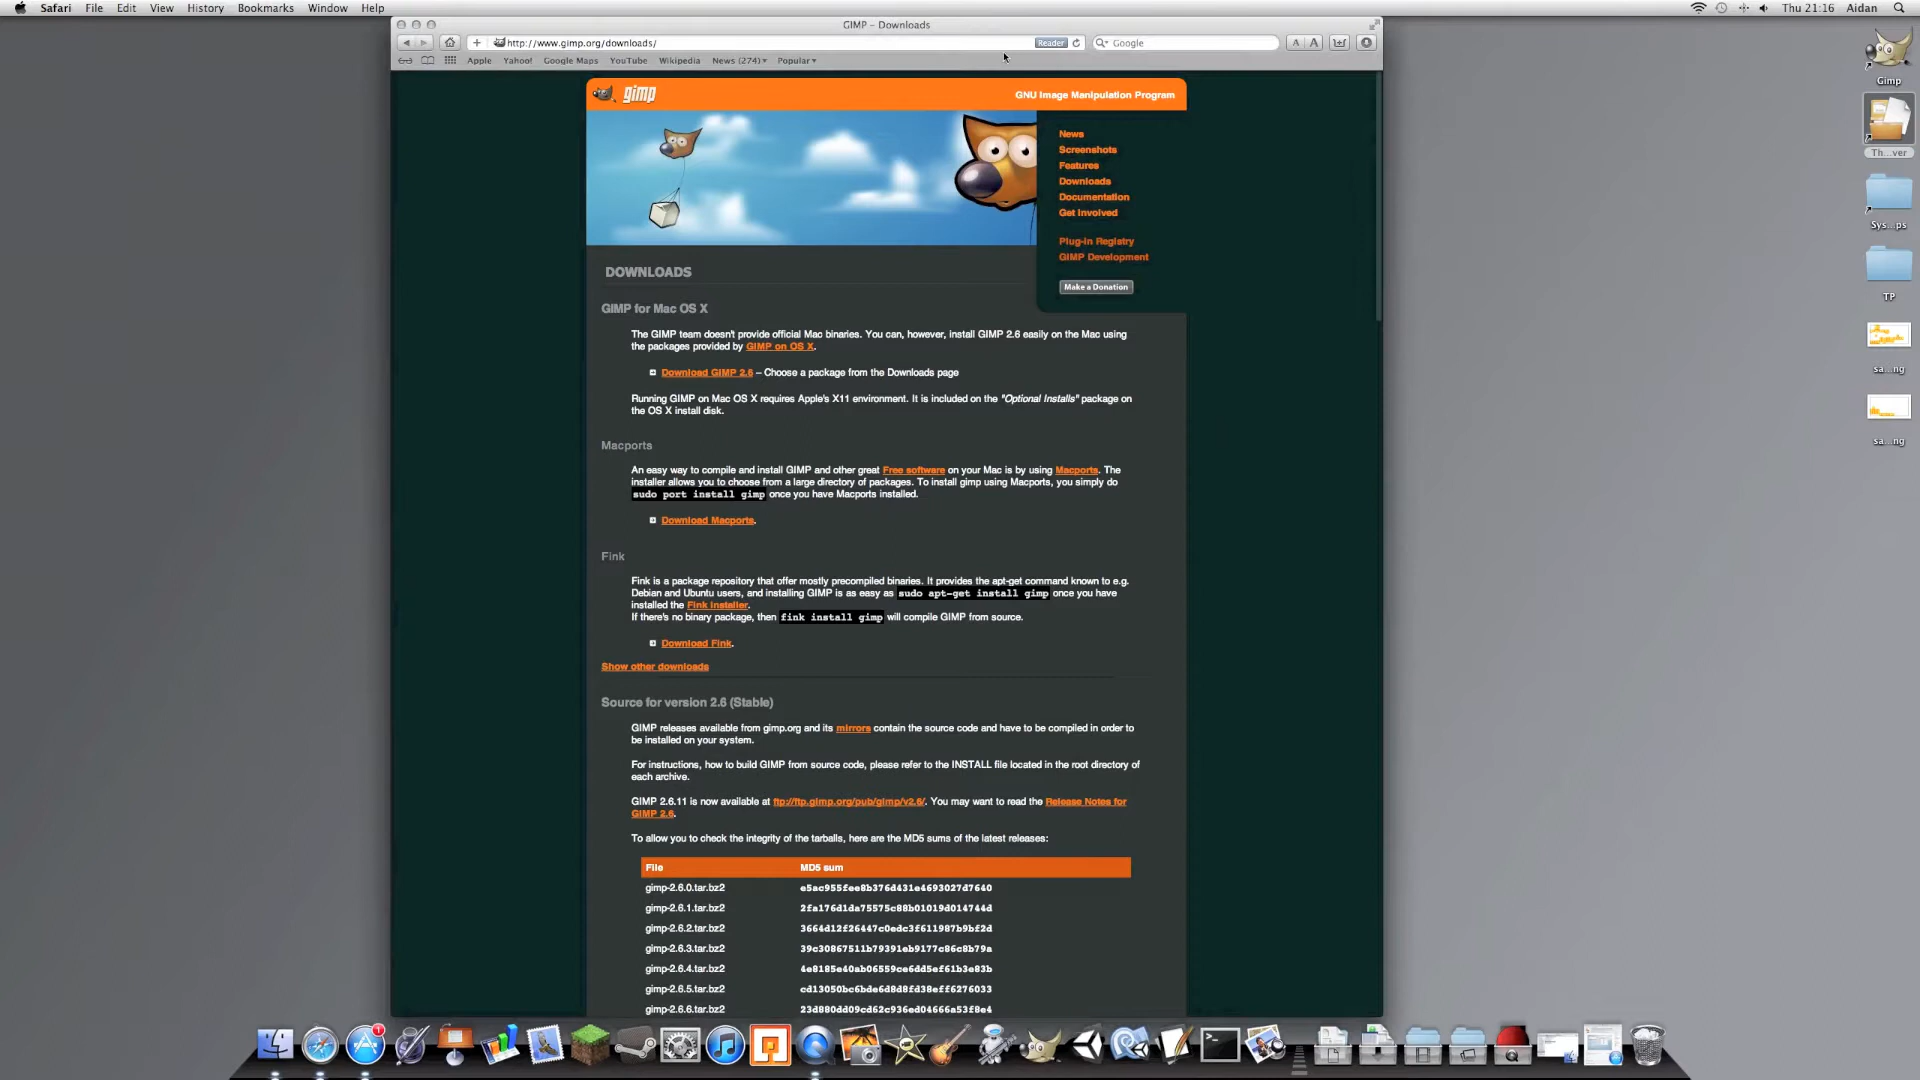 Safari File Edit View History Bookmarks Window Help
Thu 21:16 Aidan
GIMP – Downloads
http://www.gimp.org/downloads/
Reader
Google
A A
Apple Yahoo! Google Maps YouTube Wikipedia News (274) Popular
gimp
GNU Image Manipulation Program
News
Screenshots
Features
Downloads
Documentation
Get Involved
Plug-in Registry
GIMP Development
Make a Donation
DOWNLOADS
GIMP for Mac OS X
The GIMP team doesn't provide official Mac binaries. You can, however, install GIMP 2.6 easily on the Mac using
the packages provided by GIMP on OS X.
Download GIMP 2.6 – Choose a package from the Downloads page
Running GIMP on Mac OS X requires Apple's X11 environment. It is included on the "Optional Installs" package on
the OS X install disk.
Macports
An easy way to compile and install GIMP and other great Free software on your Mac is by using Macports. The
installer allows you to choose from a large directory of packages. To install gimp using Macports, you simply do
sudo port install gimp once you have Macports installed.
Download Macports.
Fink
Fink is a package repository that offer mostly precompiled binaries. It provides the apt-get command known to e.g.
Debian and Ubuntu users, and installing GIMP is as easy as sudo apt-get install gimp once you have
installed the Fink installer.
If there's no binary package, then fink install gimp will compile GIMP from source.
Download Fink.
Show other downloads
Source for version 2.6 (Stable)
GIMP releases available from gimp.org and its mirrors contain the source code and have to be compiled in order to
be installed on your system.
For instructions, how to build GIMP from source code, please refer to the INSTALL file located in the root directory of
each archive.
GIMP 2.6.11 is now available at ftp://ftp.gimp.org/pub/gimp/v2.6/. You may want to read the Release Notes for
GIMP 2.6.
To allow you to check the integrity of the tarballs, here are the MD5 sums of the latest releases:
File MD5 sum
gimp-2.6.0.tar.bz2 e5ac955fee8b376d431e4693027d7640
gimp-2.6.1.tar.bz2 2fa176d1da75575c88b01019d014744d
gimp-2.6.2.tar.bz2 3664d12f26447c0edc3f611987b9bf2d
gimp-2.6.3.tar.bz2 39c30867511b79391eb9177c86c8b79a
gimp-2.6.4.tar.bz2 4e8185e40ab06559ce6dd5ef61b3e83b
gimp-2.6.5.tar.bz2 cd13050bc6bde6d8d8fd38eff6276033
gimp-2.6.6.tar.bz2 23d880dd09cd62c936ed04666a53f8e4
Gimp
Th...ver
Sys...ps
TP
sa...ng
sa...ng
1